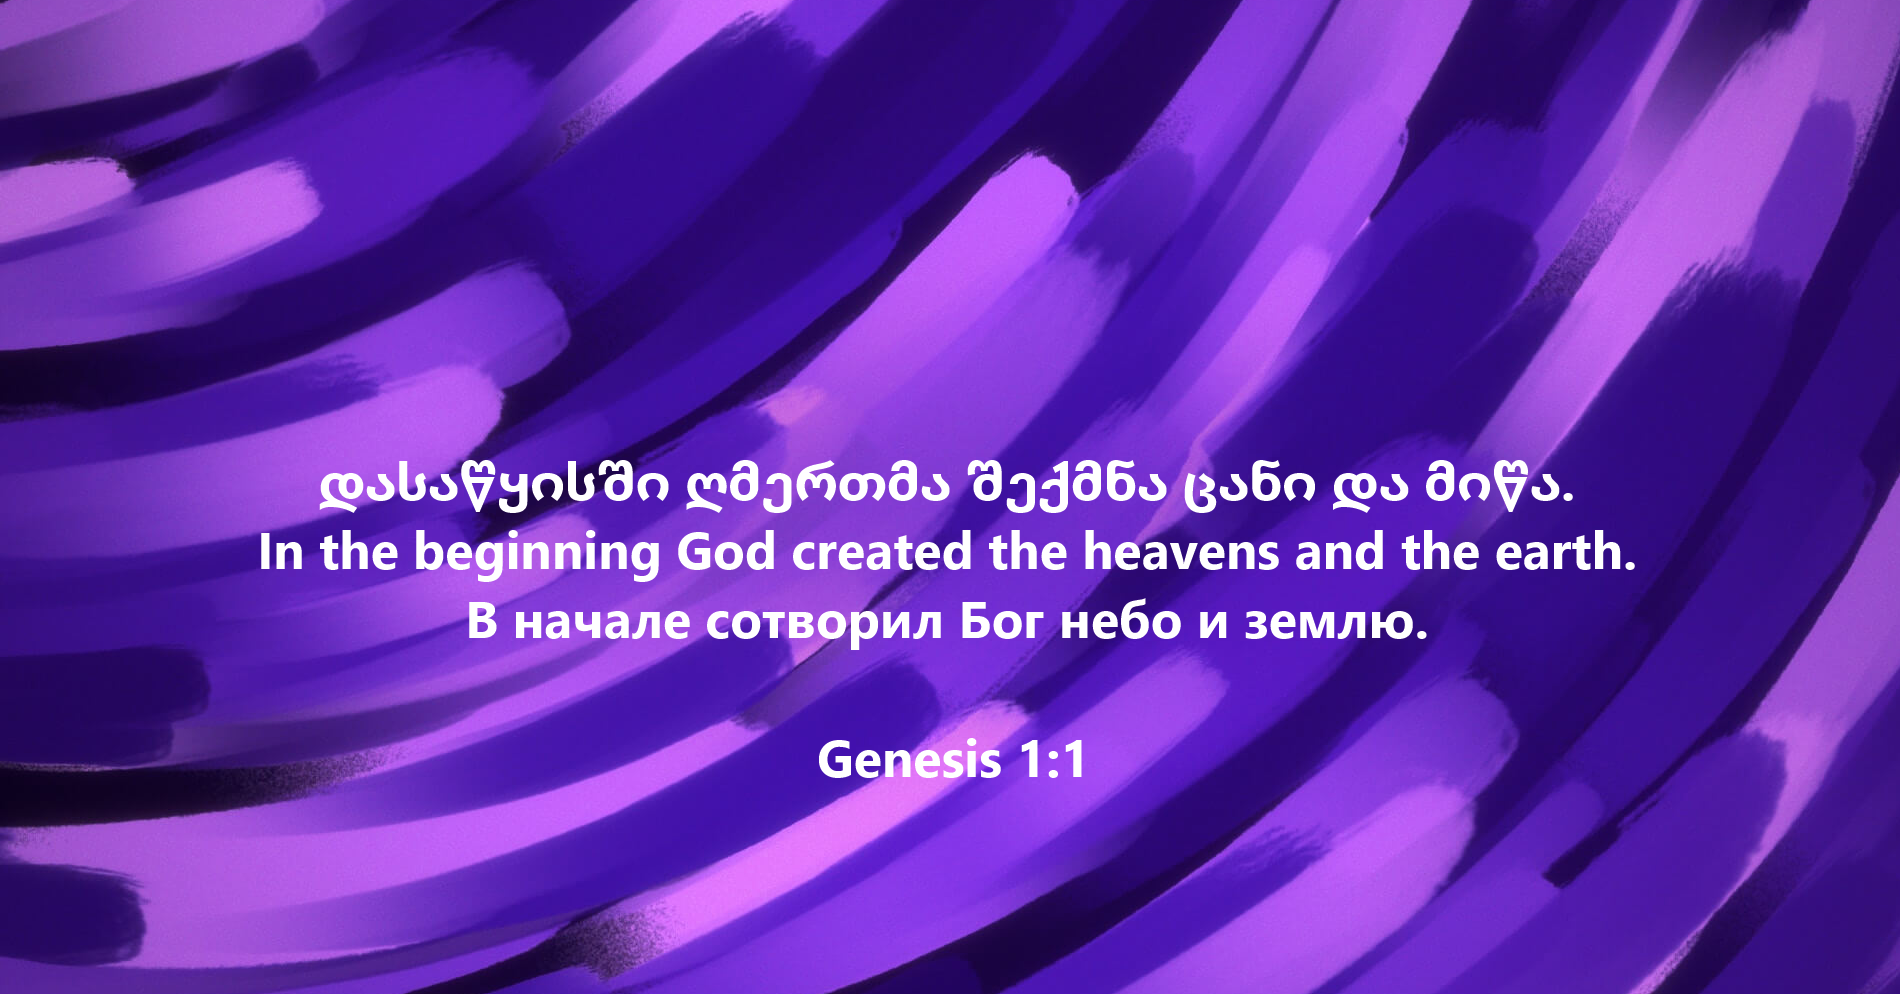 დასაწყისში ღმერთმა შექმნა ცანი და მიწა.
In the beginning God created the heavens and the earth.
В начале сотворил Бог небо и землю.
Genesis 1:1